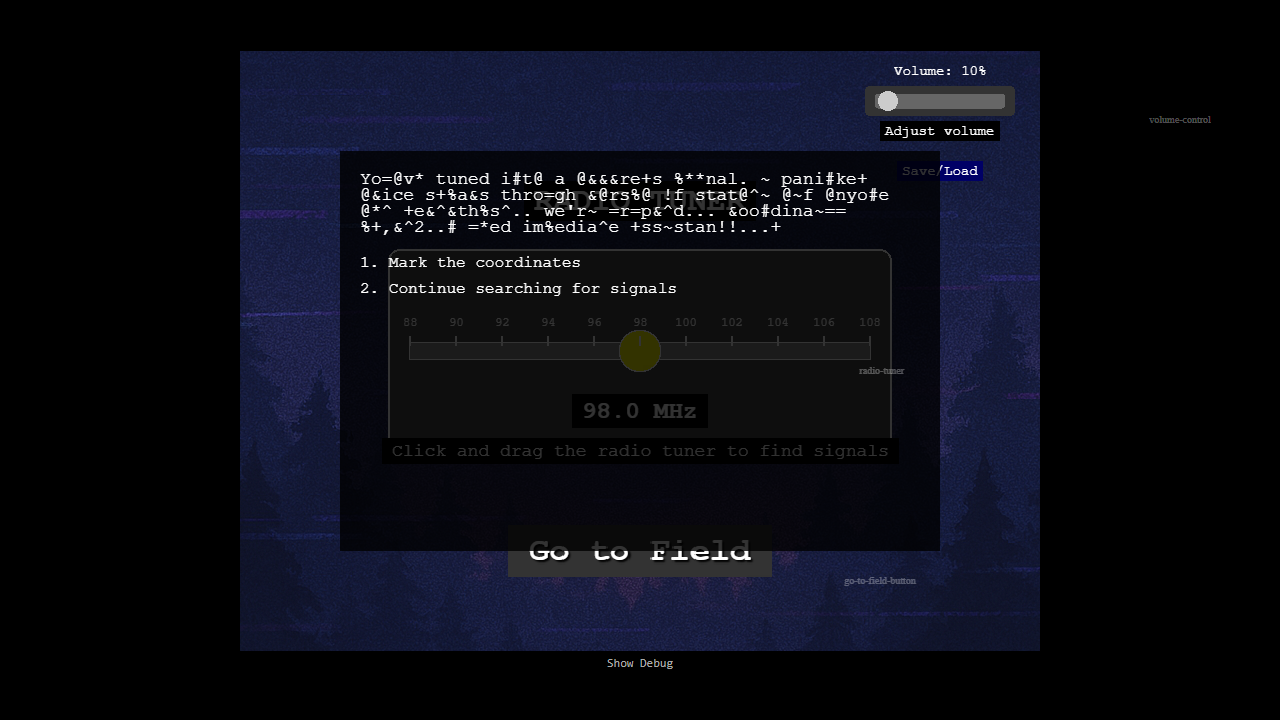 Volume: 10%
Adjust volume
volume-control
Save/Load
Yo=@v* tuned i#t@ a @&&&re+s %**nal. ~ pani#ke+
@&ice s+%a&s thro=gh &@rs%@ !f stat@^~ @~f @nyo#e
@*^ +e&^&th%s^.. we'r~ =r=p&^d... &oo#dina~==
%+,&^2..# =*ed im%edia^e +ss~stan!!...+
RADIO TUNER
1. Mark the coordinates
2. Continue searching for signals
88 90 92 94 96 98 100 102 104 106 108
radio-tuner
98.0 MHz
Click and drag the radio tuner to find signals
Go to Field
go-to-field-button
Show Debug